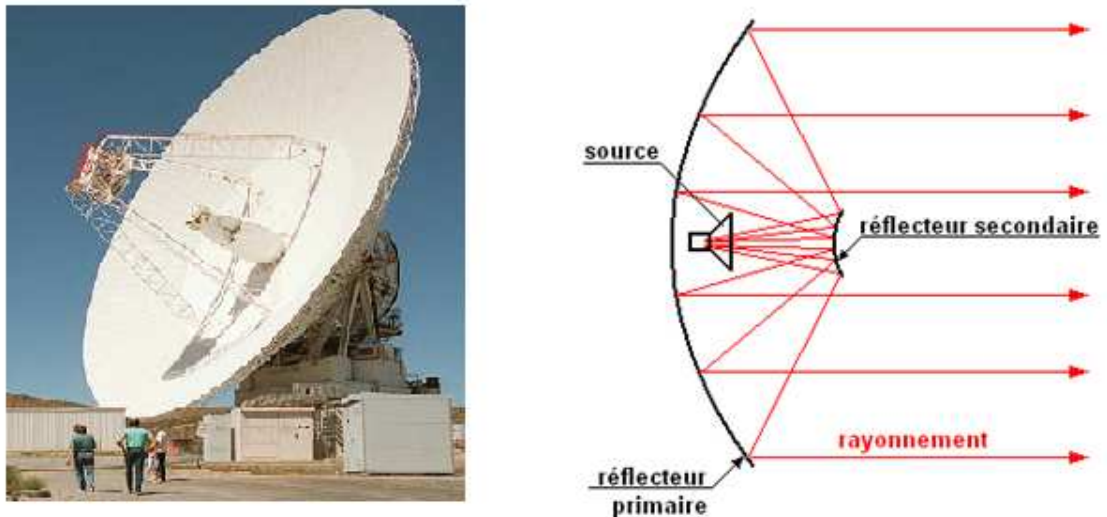 source
réflecteur secondaire
rayonnement
réflecteur
primaire